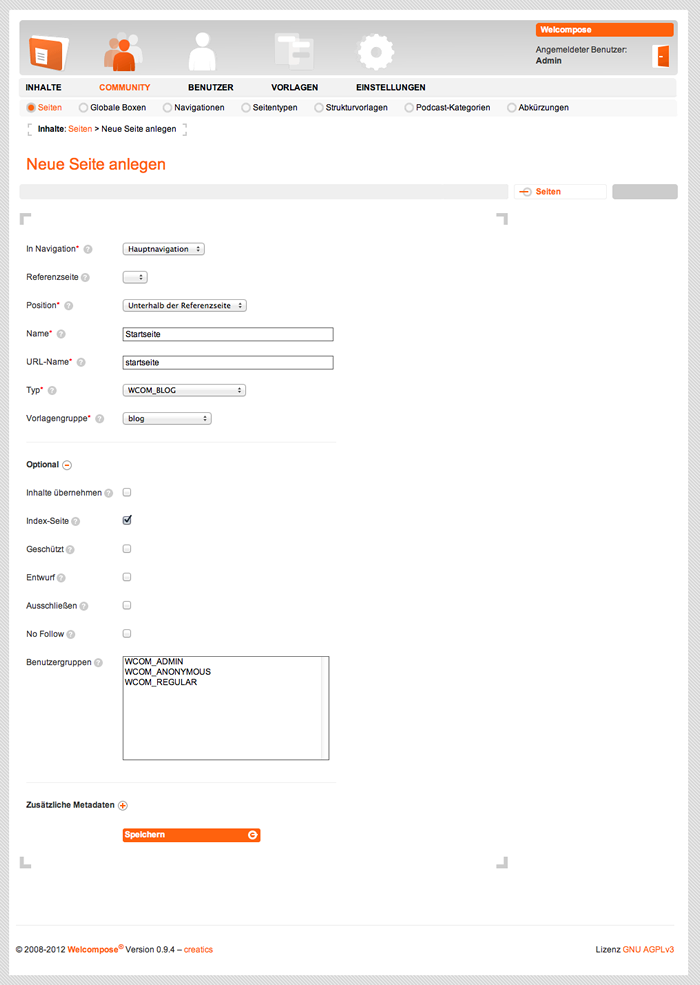 Welcompose
Angemeldeter Benutzer:
Admin
INHALTE COMMUNITY BENUTZER VORLAGEN EINSTELLUNGEN
Seiten Globale Boxen Navigationen Seitentypen Strukturvorlagen Podcast-Kategorien Abkürzungen
Inhalte: Seiten > Neue Seite anlegen
Neue Seite anlegen
Seiten
In Navigation* ? Hauptnavigation
Referenzseite ?
Position* ? Unterhalb der Referenzseite
Name* ? Startseite
URL-Name* ? startseite
Typ* ? WCOM_BLOG
Vorlagengruppe* ? blog
Optional
Inhalte übernehmen ?
Index-Seite ?
Geschützt ?
Entwurf ?
Ausschließen ?
No Follow ?
Benutzergruppen ? WCOM_ADMIN
WCOM_ANONYMOUS
WCOM_REGULAR
Zusätzliche Metadaten
Speichern
© 2008-2012 Welcompose® Version 0.9.4 – creatics Lizenz GNU AGPLv3